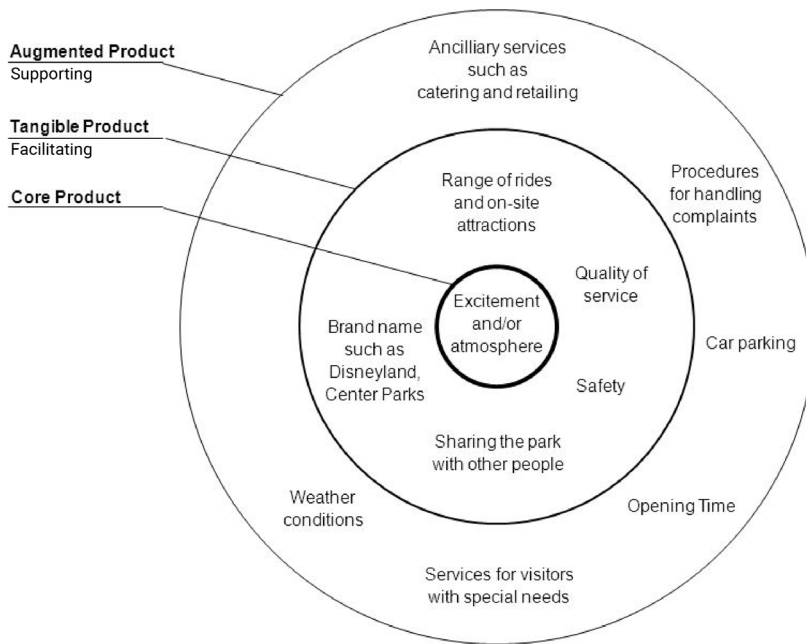 Augmented Product
Supporting
Tangible Product
Facilitating
Core Product
Ancilliary services
such as
catering and retailing
Procedures
for handling
complaints
Range of rides
and on-site
attractions
Quality of
service
Excitement
and/or
atmosphere
Brand name
such as
Disneyland,
Center Parks
Car parking
Safety
Sharing the park
with other people
Weather
conditions
Opening Time
Services for visitors
with special needs